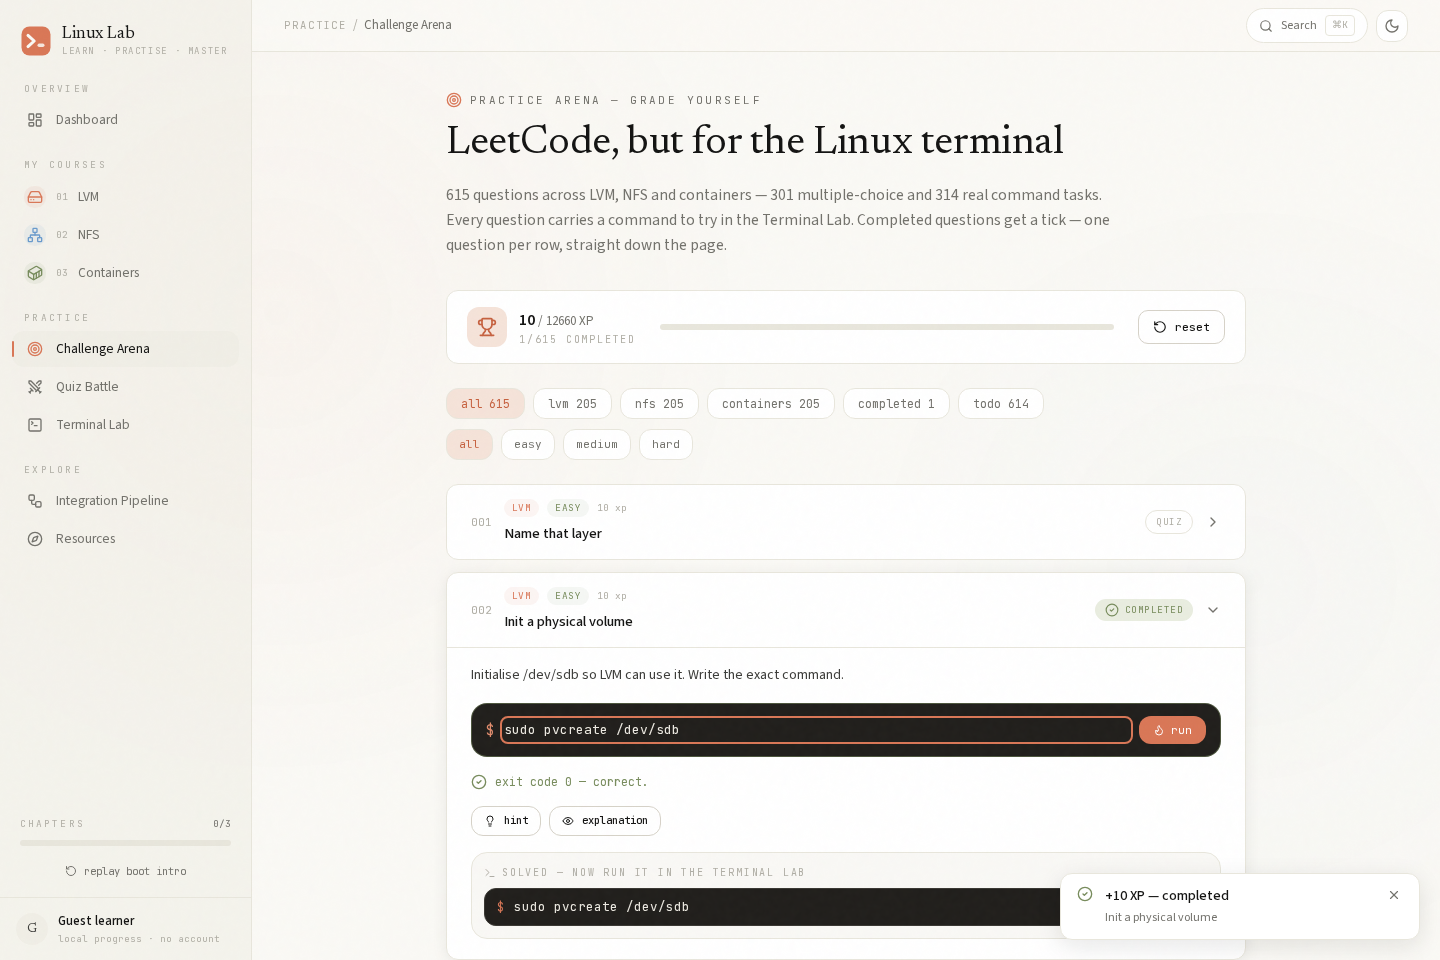 Linux Lab
LEARN · PRACTISE · MASTER
OVERVIEW
Dashboard
MY COURSES
01 LVM
02 NFS
03 Containers
PRACTICE
Challenge Arena
Quiz Battle
Terminal Lab
EXPLORE
Integration Pipeline
Resources
CHAPTERS 0/3
replay boot intro
G
Guest learner
local progress · no account
PRACTICE / Challenge Arena
Search ⌘K
PRACTICE ARENA — GRADE YOURSELF
LeetCode, but for the Linux terminal
615 questions across LVM, NFS and containers — 301 multiple-choice and 314 real command tasks.
Every question carries a command to try in the Terminal Lab. Completed questions get a tick — one
question per row, straight down the page.
10 / 12660 XP
1/615 COMPLETED
reset
all 615 lvm 205 nfs 205 containers 205 completed 1 todo 614
all easy medium hard
001 LVM EASY 10 xp
Name that layer
QUIZ
002 LVM EASY 10 xp
Init a physical volume
COMPLETED
Initialise /dev/sdb so LVM can use it. Write the exact command.
$ sudo pvcreate /dev/sdb run
exit code 0 — correct.
hint explanation
>_ SOLVED — NOW RUN IT IN THE TERMINAL LAB
$ sudo pvcreate /dev/sdb
+10 XP — completed
Init a physical volume